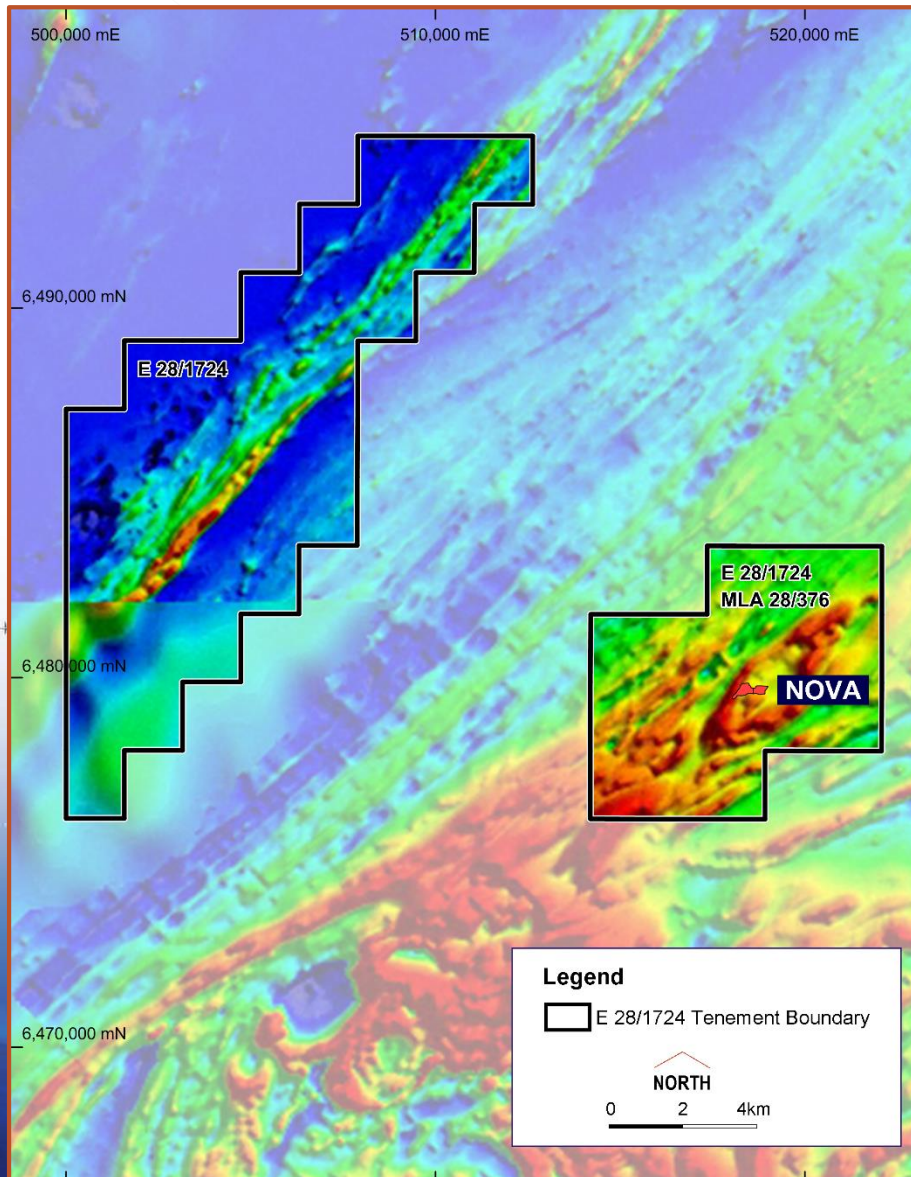 500,000 mE
510,000 mE
520,000 mE
6,490,000 mN
E 28/1724
E 28/1724
MLA 28/376
6,480,000 mN
NOVA
Legend
E 28/1724 Tenement Boundary
6,470,000 mN
NORTH
0 2 4km